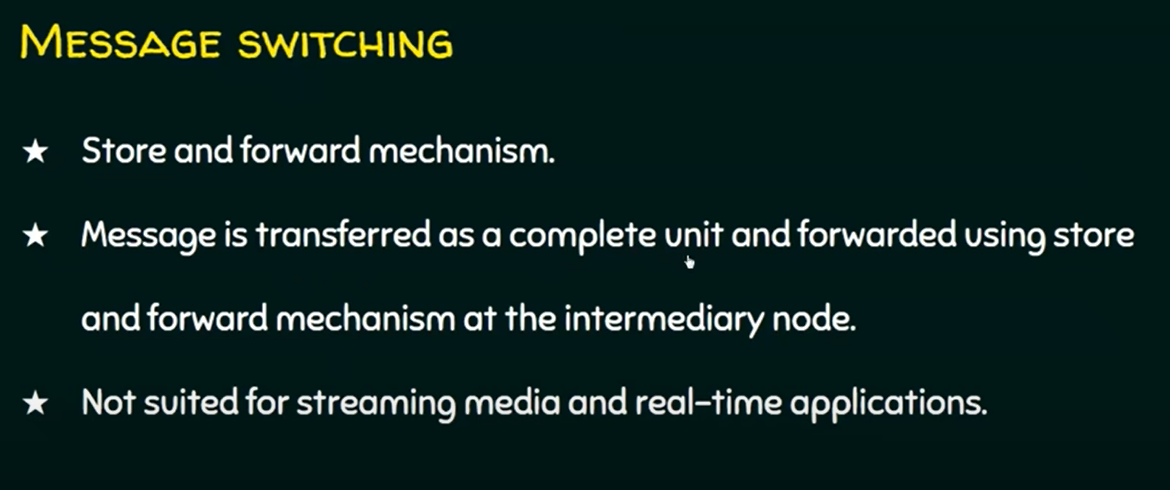 MESSAGE SWITCHING
★ Store and forward mechanism.
★ Message is transferred as a complete unit and forwarded using store
and forward mechanism at the intermediary node.
★ Not suited for streaming media and real-time applications.